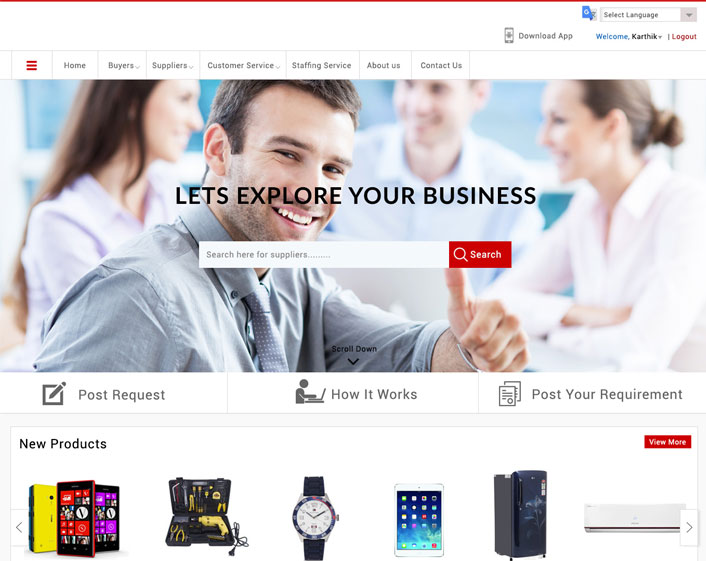 Select Language
Download App
Welcome, Karthik | Logout
Home Buyers Suppliers Customer Service Staffing Service About us Contact Us
LETS EXPLORE YOUR BUSINESS
Search here for suppliers......... Search
Scroll Down
Post Request How It Works Post Your Requirement
New Products View More